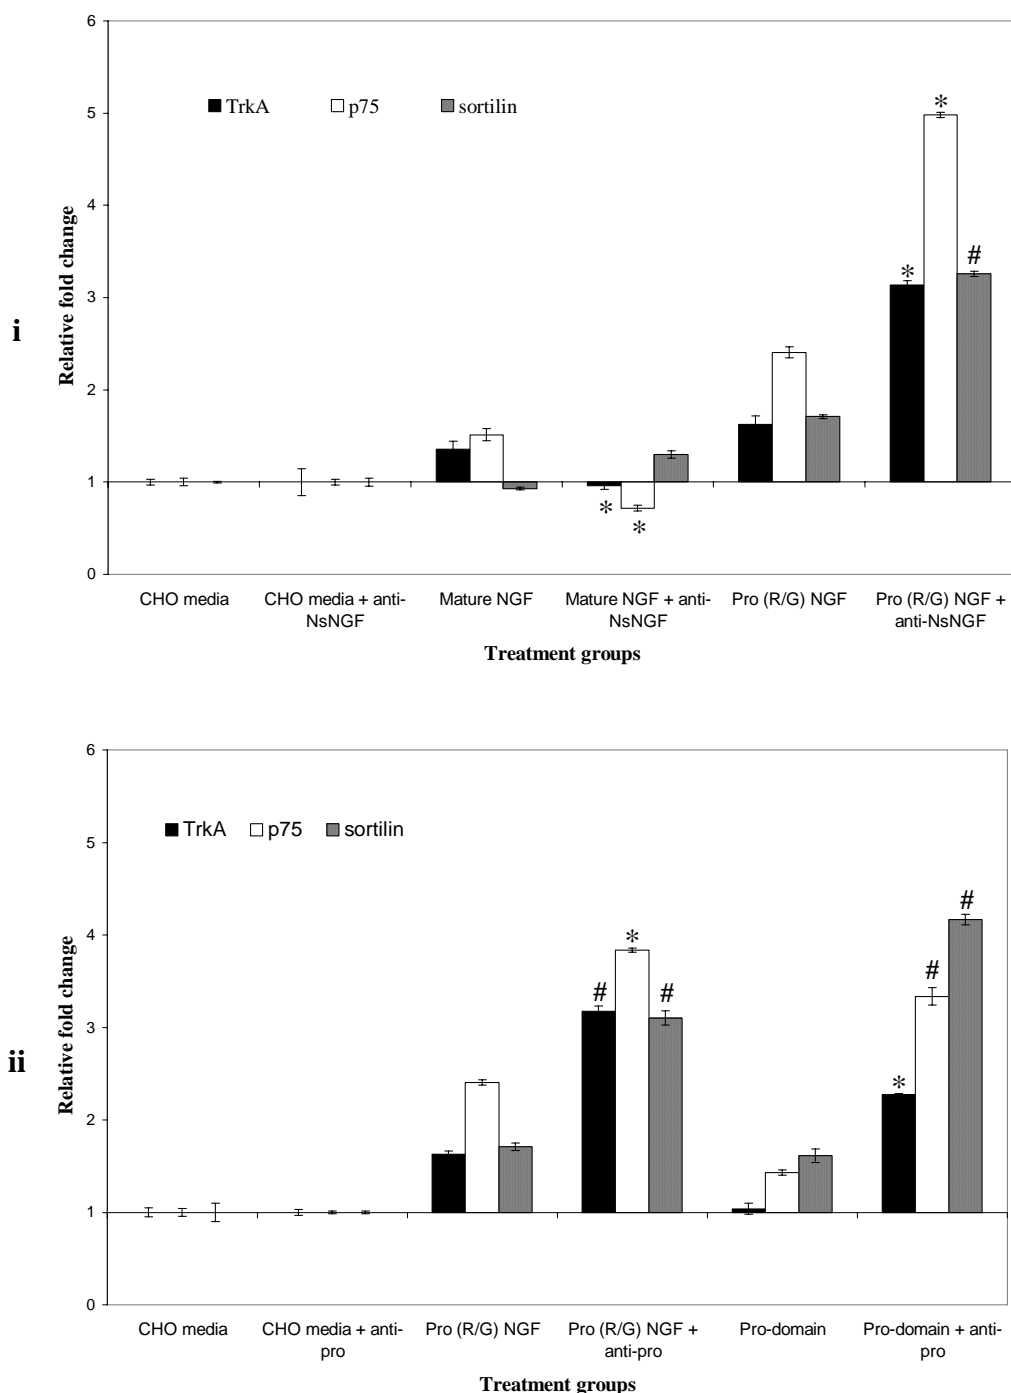 6
TrkA p75 sortilin
*
5
4
#
*
3
i
Relative fold change
2
1
* *
0
CHO media CHO media + anti-NsNGF Mature NGF Mature NGF + anti-NsNGF Pro (R/G) NGF Pro (R/G) NGF + anti-NsNGF
Treatment groups
6
5
TrkA p75 sortilin
#
4
*
#
# #
3
ii
Relative fold change
*
2
1
0
CHO media CHO media + anti-pro Pro (R/G) NGF Pro (R/G) NGF + anti-pro Pro-domain Pro-domain + anti-pro
Treatment groups